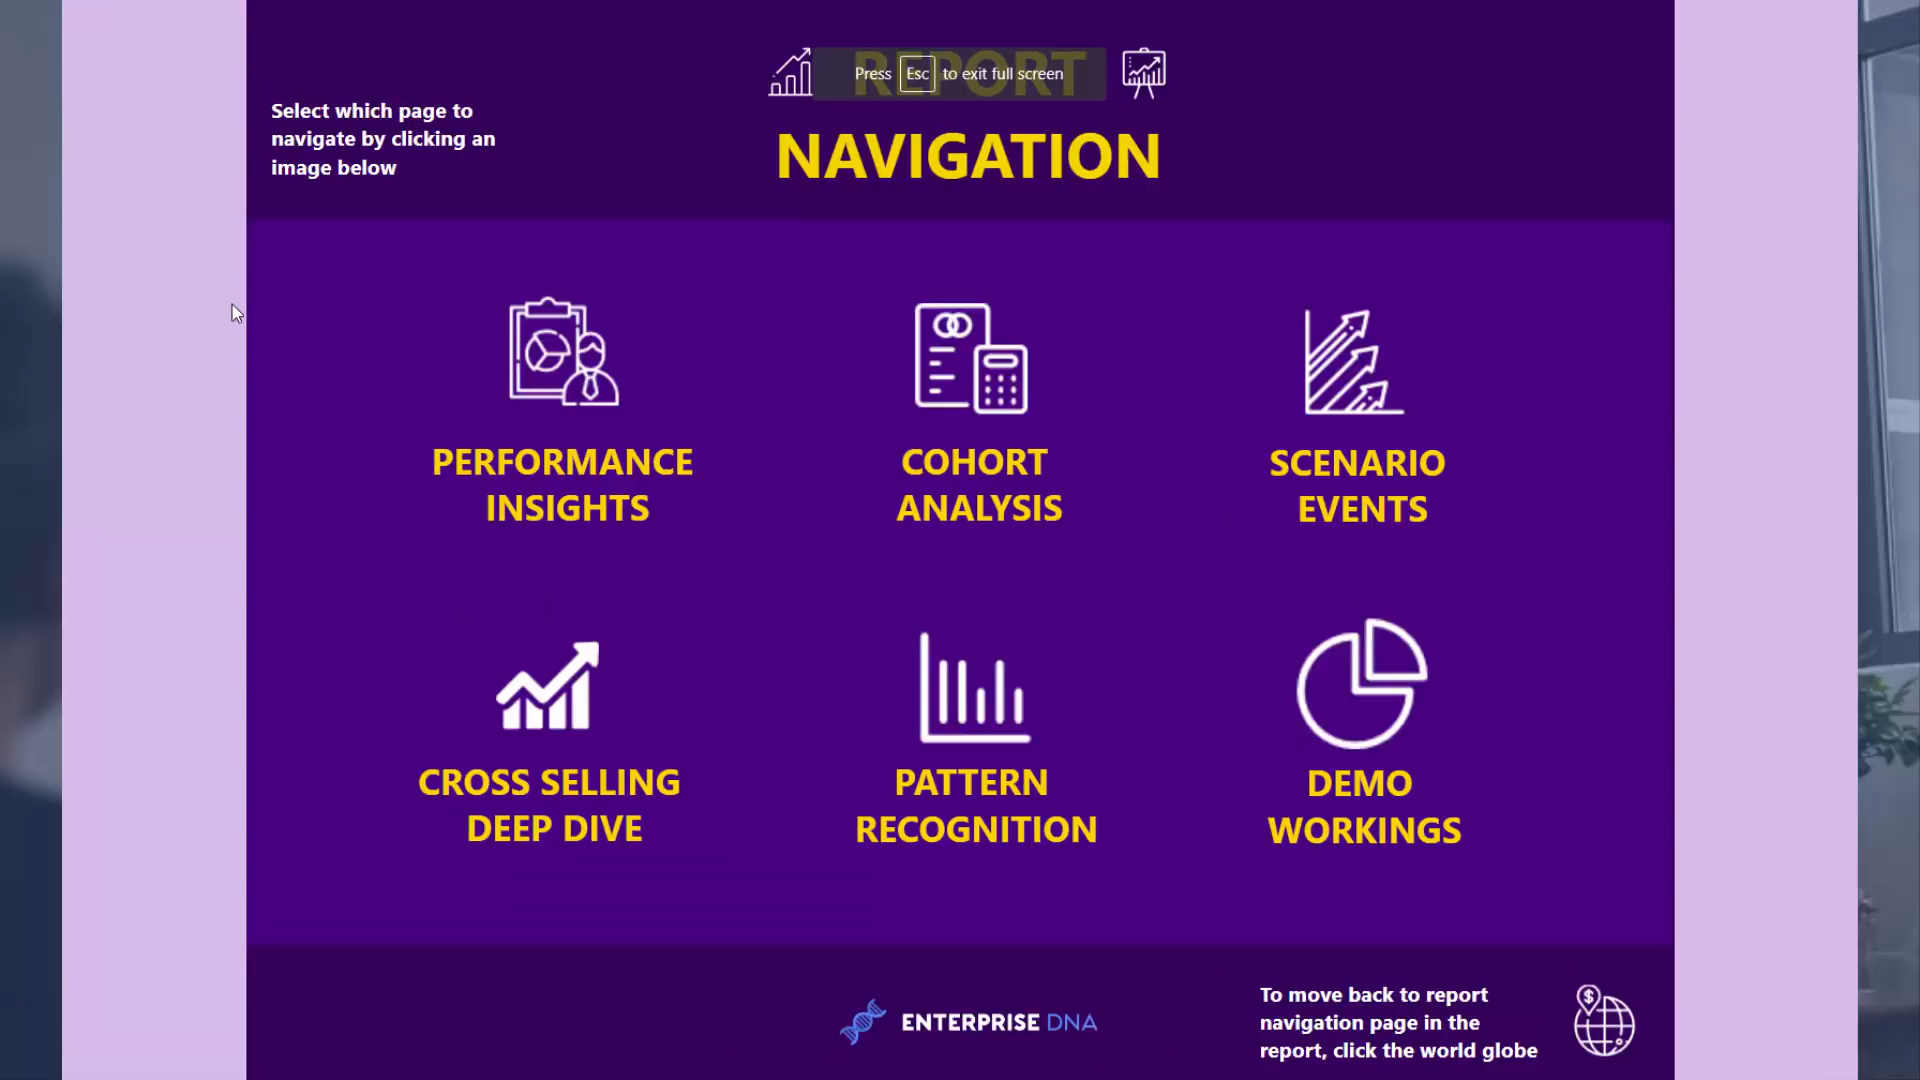 REPORT
Press Esc to exit full screen
NAVIGATION
Select which page to
navigate by clicking an
image below
PERFORMANCE
INSIGHTS
COHORT
ANALYSIS
SCENARIO
EVENTS
CROSS SELLING
DEEP DIVE
PATTERN
RECOGNITION
DEMO
WORKINGS
ENTERPRISE DNA
To move back to report
navigation page in the
report, click the world globe
$